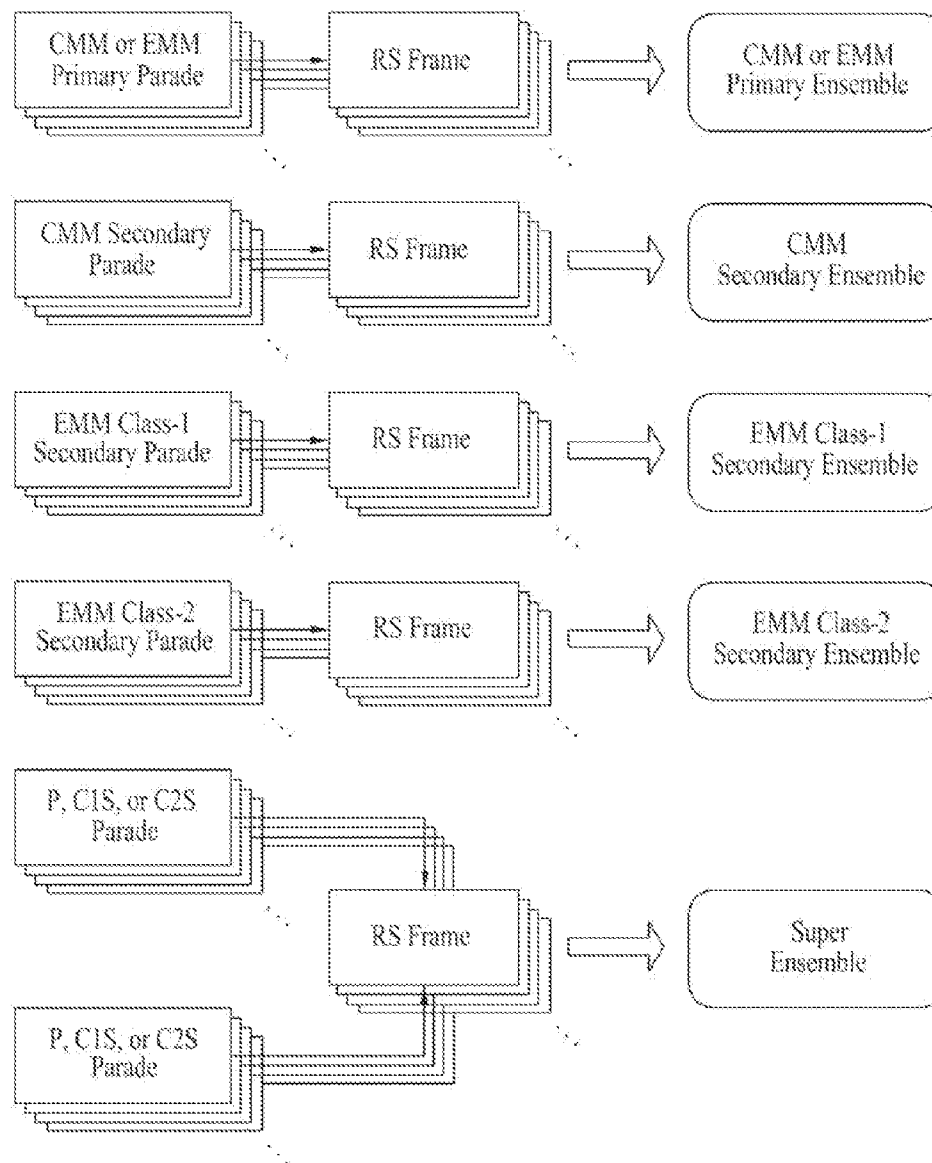 CMM or EMM
Primary Parade
RS Frame
CMM or EMM
Primary Ensemble
CMM Secondary
Parade
RS Frame
CMM
Secondary Ensemble
EMM Class-1
Secondary Parade
RS Frame
EMM Class-1
Secondary Ensemble
EMM Class-2
Secondary Parade
RS Frame
EMM Class-2
Secondary Ensemble
P, C1S, or C2S
Parade
RS Frame
Super
Ensemble
P, C1S, or C2S
Parade